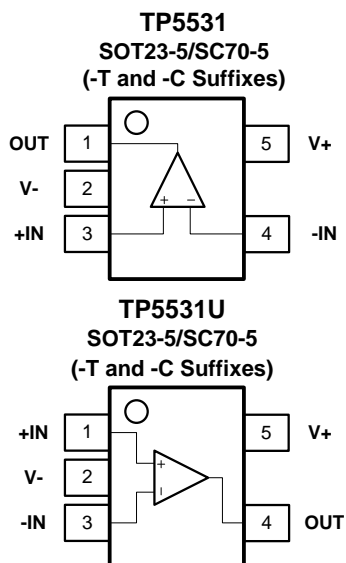 TP5531
SOT23-5/SC70-5
(-T and -C Suffixes)
OUT 1 5 V+
V- 2
+ −
+IN 3 4 -IN
TP5531U
SOT23-5/SC70-5
(-T and -C Suffixes)
+IN 1 5 V+
+
V- 2
−
-IN 3 4 OUT